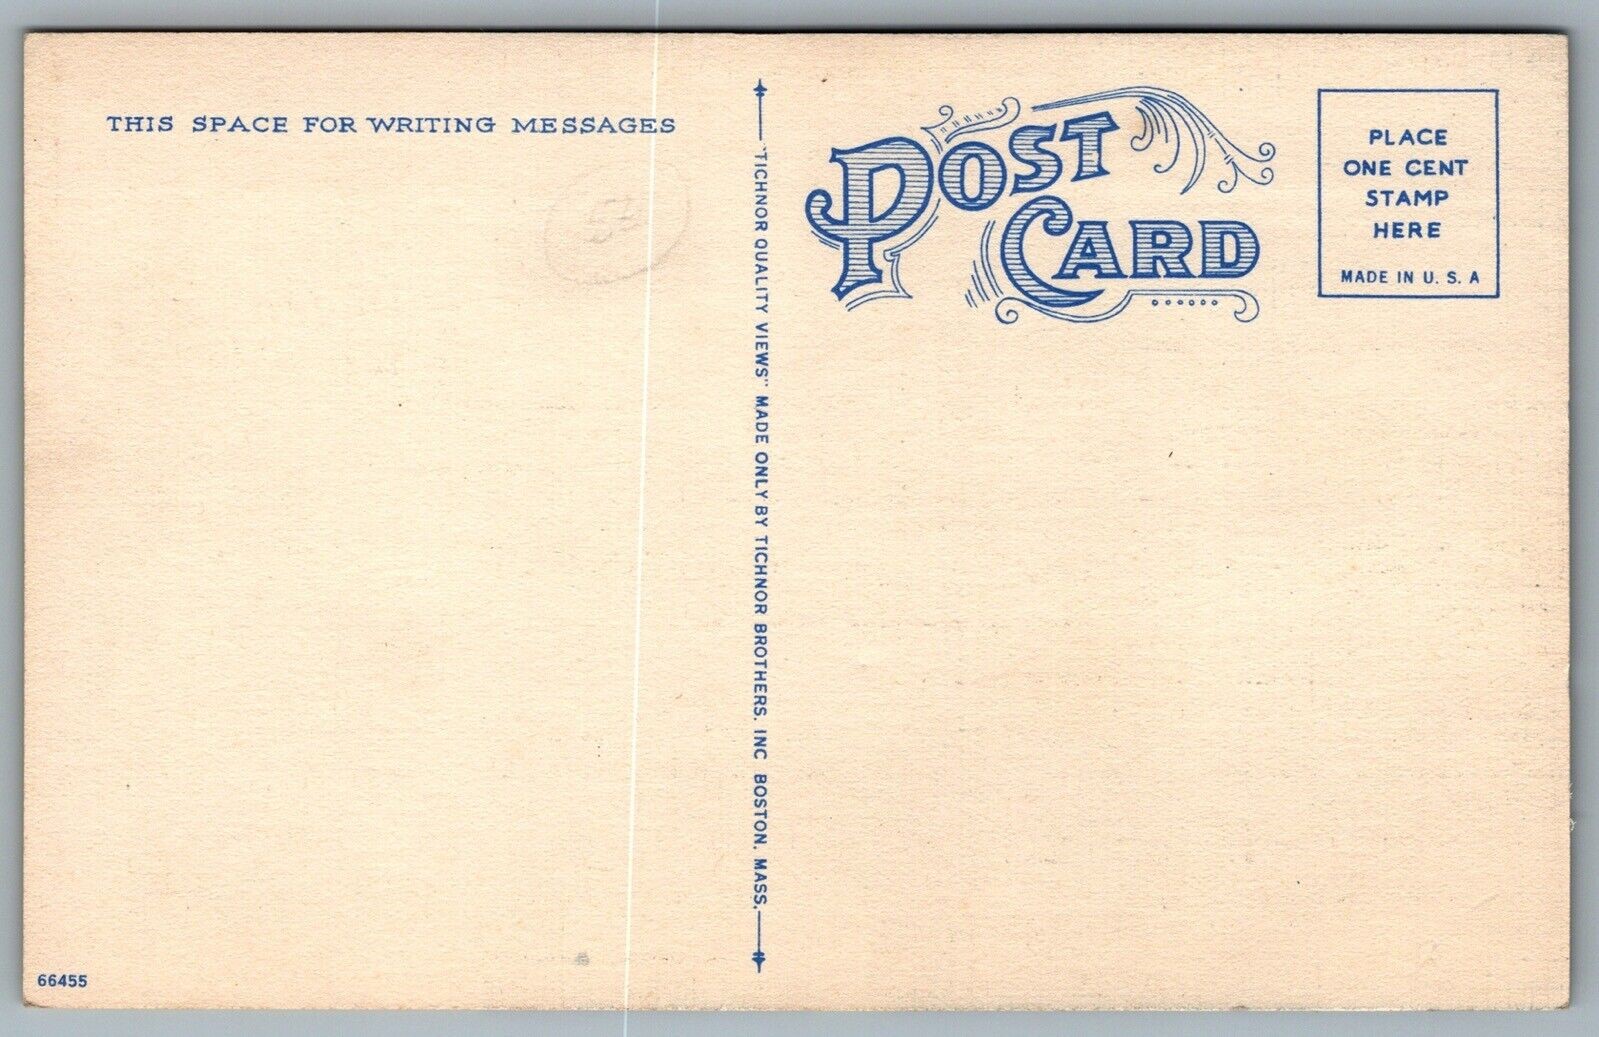 THIS SPACE FOR WRITING MESSAGES
POST
CARD
PLACE
ONE CENT
STAMP
HERE
MADE IN U. S. A
"TICHNOR QUALITY VIEWS" MADE ONLY BY TICHNOR BROTHERS. INC BOSTON. MASS.
66455